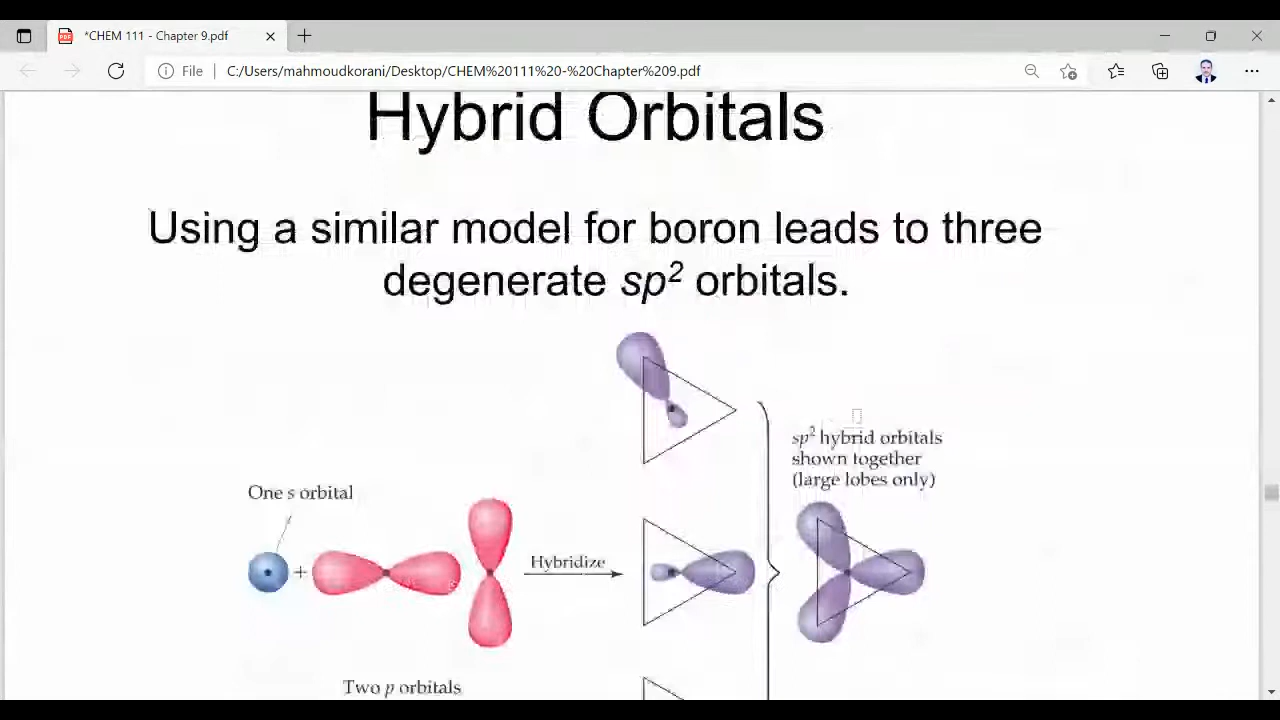 *CHEM 111 - Chapter 9.pdf
File
C:/Users/mahmoudkorani/Desktop/CHEM%20111%20-%20Chapter%209.pdf
Hybrid Orbitals
Using a similar model for boron leads to three
degenerate sp² orbitals.
sp² hybrid orbitals
shown together
(large lobes only)
One s orbital
+
Hybridize
Two p orbitals